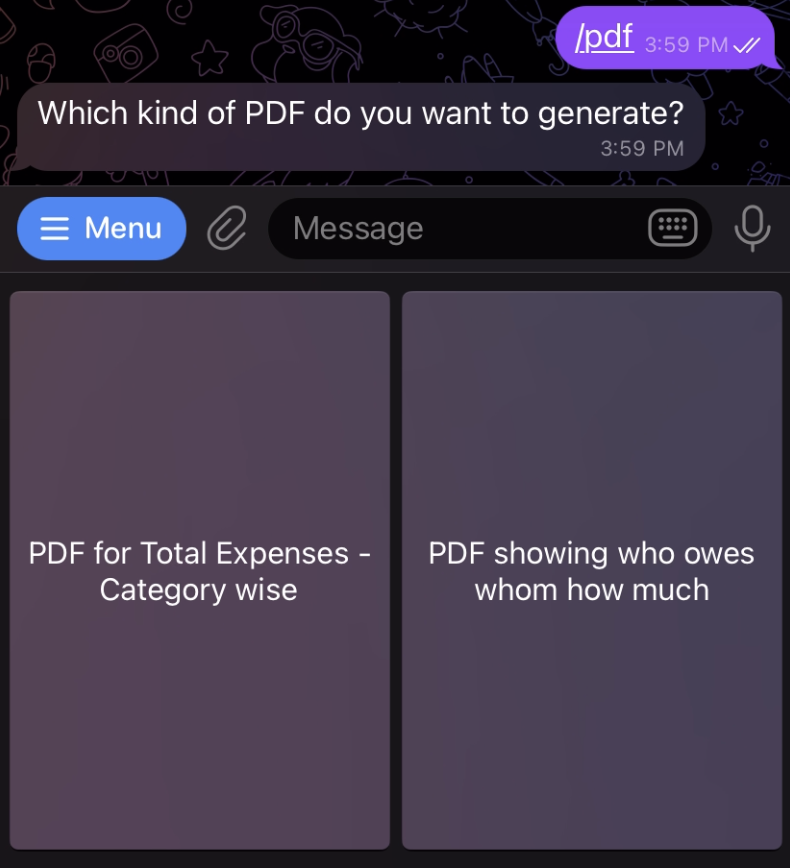 /pdf 3:59 PM
Which kind of PDF do you want to generate?
3:59 PM
Menu
Message
PDF for Total Expenses -
Category wise
PDF showing who owes
whom how much